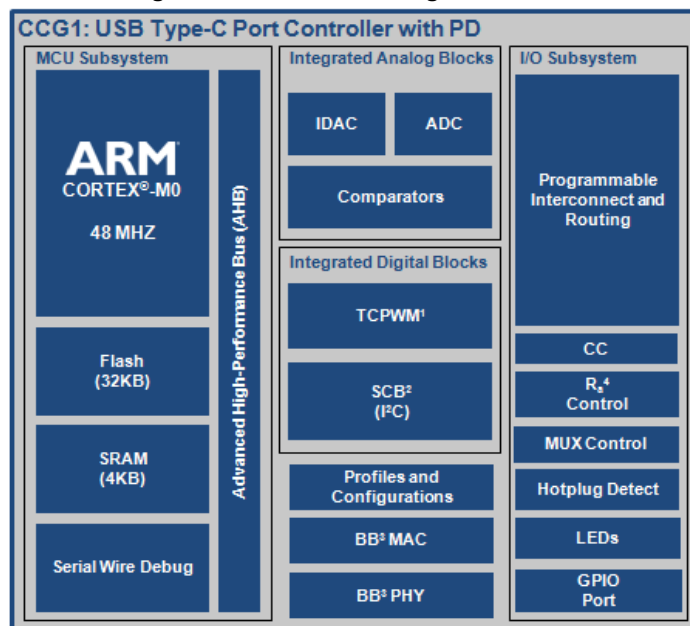 CCG1: USB Type-C Port Controller with PD
MCU Subsystem
ARM
CORTEX®-M0
48 MHZ
Flash
(32KB)
SRAM
(4KB)
Serial Wire Debug
Advanced High-Performance Bus (AHB)
Integrated Analog Blocks
IDAC
ADC
Comparators
Integrated Digital Blocks
TCPWM¹
SCB²
(I²C)
Profiles and
Configurations
BB³ MAC
BB³ PHY
I/O Subsystem
Programmable
Interconnect and
Routing
CC
Rₐ⁴
Control
MUX Control
Hotplug Detect
LEDs
GPIO
Port